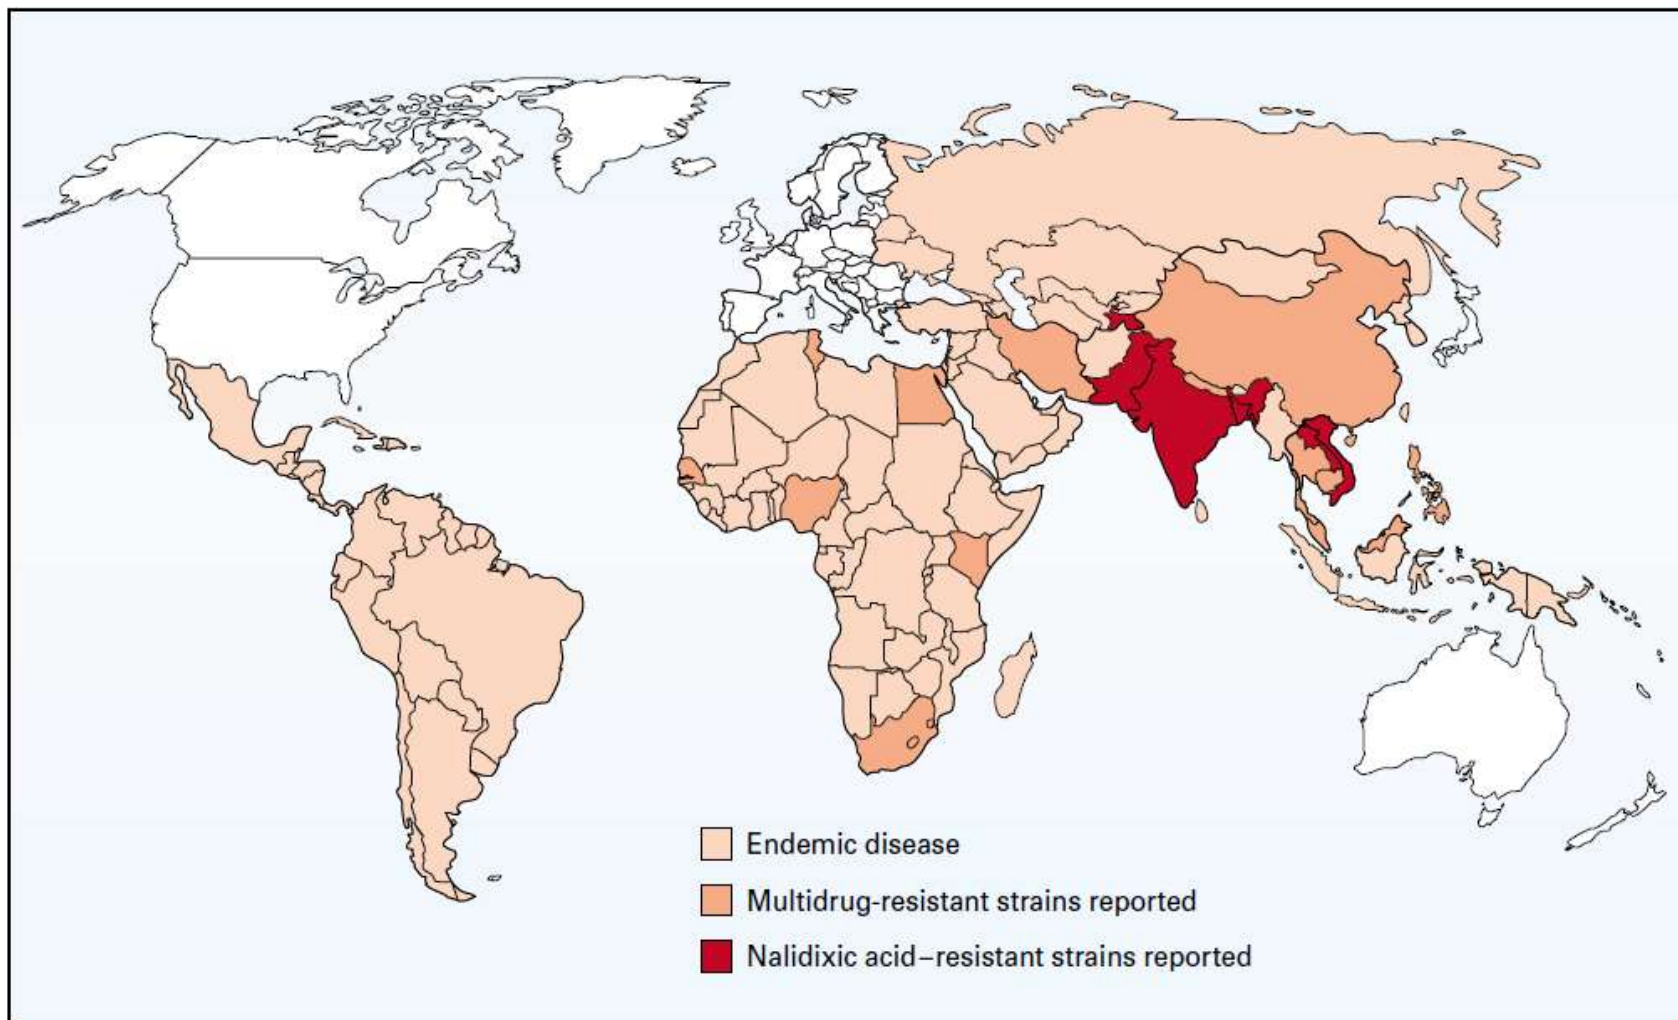 Endemic disease
Multidrug-resistant strains reported
Nalidixic acid–resistant strains reported